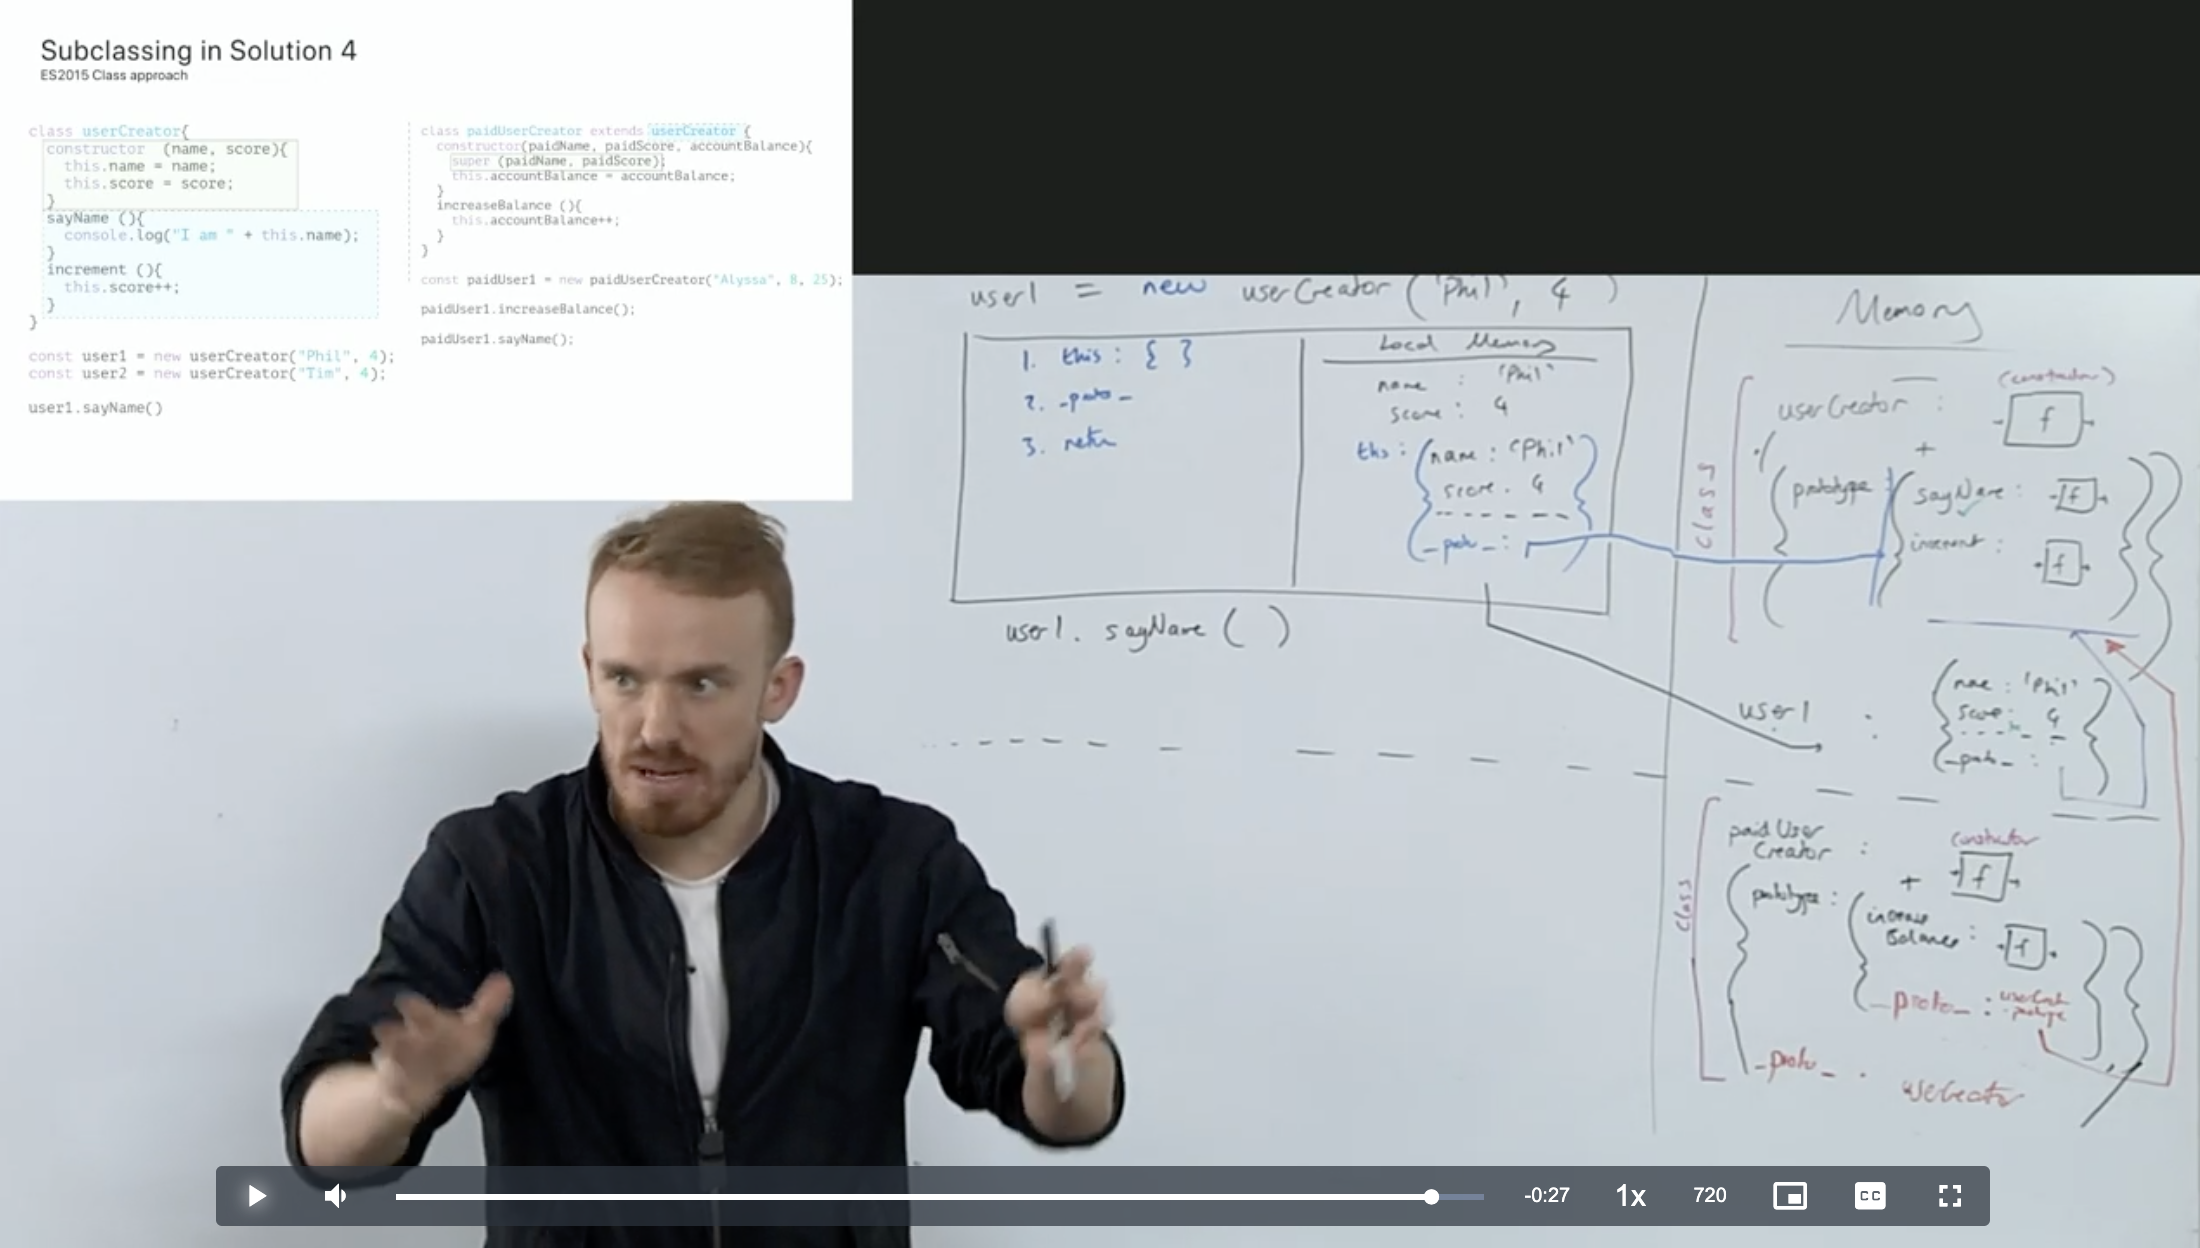 Subclassing in Solution 4
ES2015 Class approach
class userCreator{
constructor  (name, score){
this.name = name;
this.score = score;
}
sayName (){
console.log("I am " + this.name);
}
increment (){
this.score++;
}
}
const user1 = new userCreator("Phil", 4);
const user2 = new userCreator("Tim", 4);
user1.sayName()
class paidUserCreator extends userCreator {
constructor(paidName, paidScore, accountBalance){
super (paidName, paidScore);
this.accountBalance = accountBalance;
}
increaseBalance (){
this.accountBalance++;
}
}
const paidUser1 = new paidUserCreator("Alyssa", 8, 25);
paidUser1.increaseBalance();
paidUser1.sayName();
user1 = new userCreator ('Phil', 4 )
1. this : { }
2. _proto_
3. return
Local Memory
name : 'Phil'
score : 4
this : { name : 'Phil'
score : 4
_proto_ :
user1. sayName ( )
Memory
(constructor)
userCreator : f
+
class
prototype : { sayName : f
increment : f
user1 : { name : 'Phil'
score : 4
_proto_ :
class
paidUser
Creator :
constructor
+ f
prototype : { increase
Balance : f
_proto_ : userCreator
.prototype
_proto_ : userCreator
-0:27
1x
720
CC